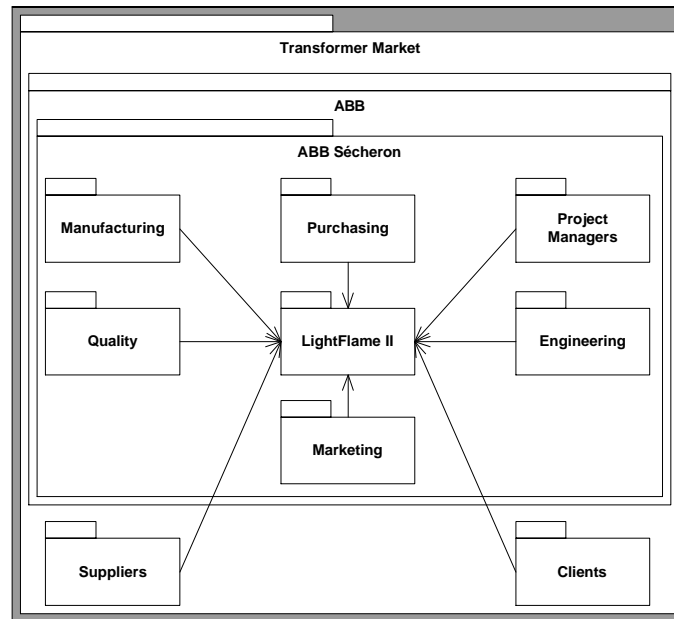 Transformer Market
ABB
ABB Sécheron
Manufacturing
Purchasing
Project
Managers
Quality
LightFlame II
Engineering
Marketing
Suppliers
Clients